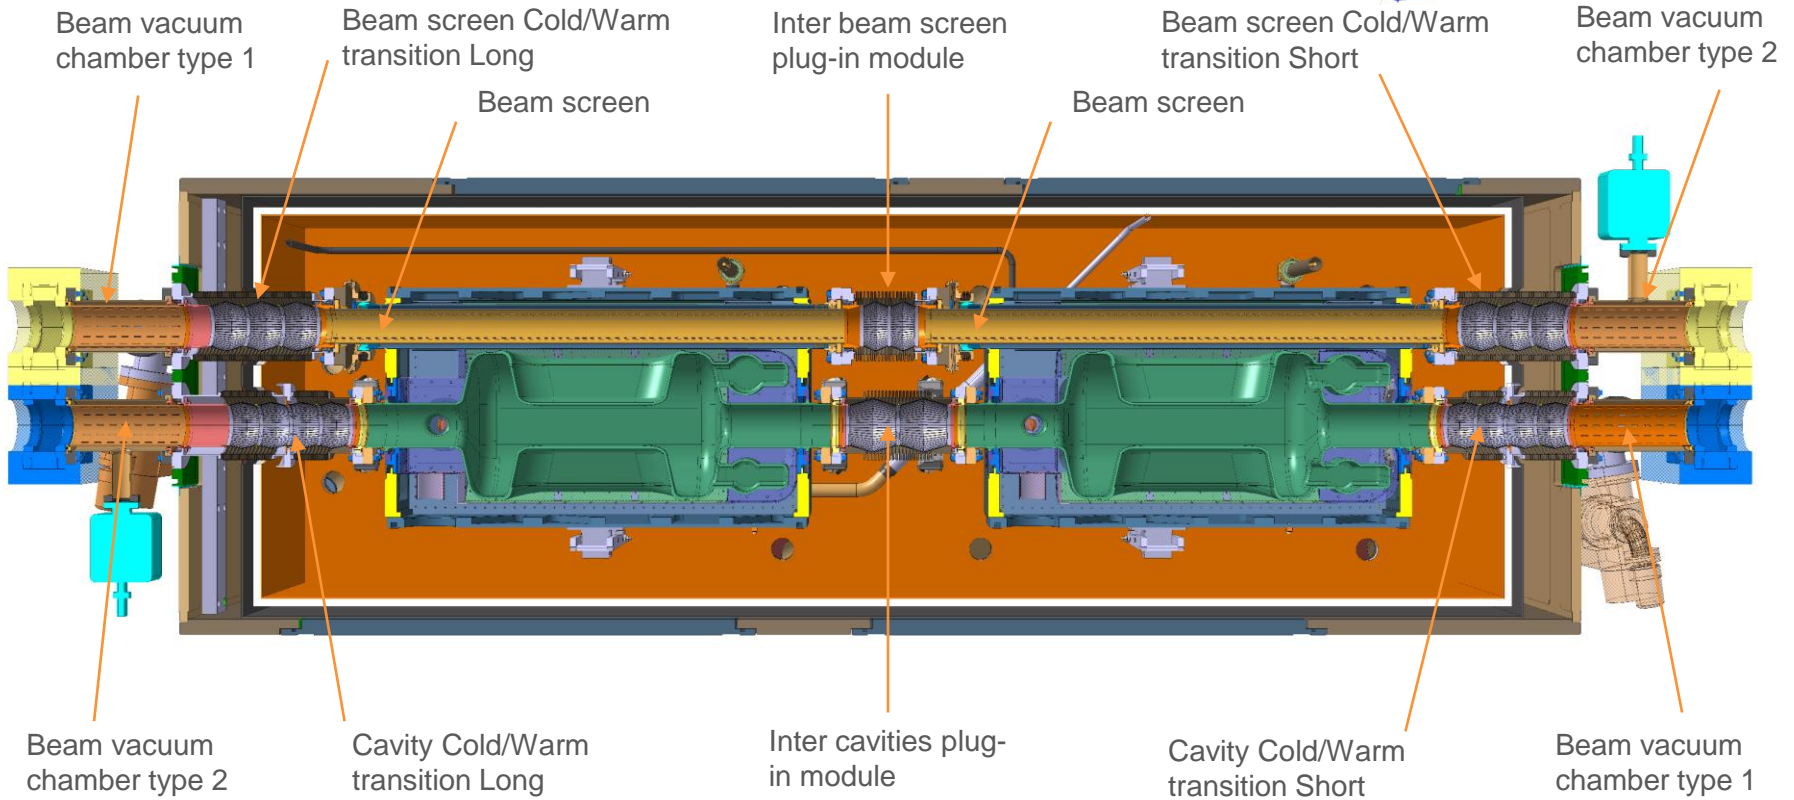 Beam vacuum
chamber type 1
Beam screen Cold/Warm
transition Long
Inter beam screen
plug-in module
Beam screen Cold/Warm
transition Short
Beam vacuum
chamber type 2
Beam screen
Beam screen
Beam vacuum
chamber type 2
Cavity Cold/Warm
transition Long
Inter cavities plug-
in module
Cavity Cold/Warm
transition Short
Beam vacuum
chamber type 1